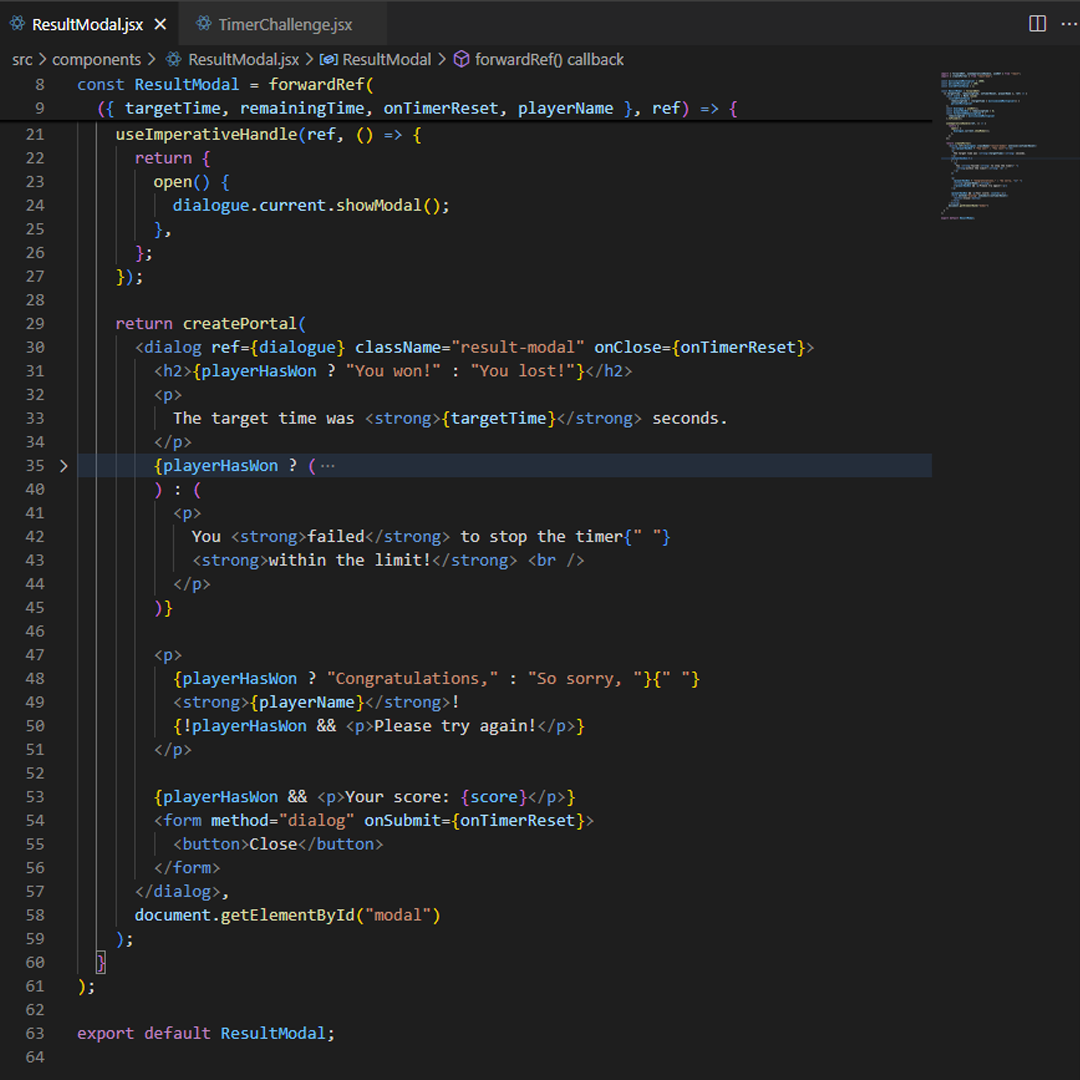 ResultModal.jsx
TimerChallenge.jsx
src > components > ResultModal.jsx > ResultModal > forwardRef() callback
8 const ResultModal = forwardRef(
9 ({ targetTime, remainingTime, onTimerReset, playerName }, ref) => {
21 useImperativeHandle(ref, () => {
22 return {
23 open() {
24 dialogue.current.showModal();
25 },
26 };
27 });
28
29 return createPortal(
30 <dialog ref={dialogue} className="result-modal" onClose={onTimerReset}>
31 <h2>{playerHasWon ? "You won!" : "You lost!"}</h2>
32 <p>
33 The target time was <strong>{targetTime}</strong> seconds.
34 </p>
35 {playerHasWon ? ( ...
40 ) : (
41 <p>
42 You <strong>failed</strong> to stop the timer{" "}
43 <strong>within the limit!</strong> <br />
44 </p>
45 )}
46
47 <p>
48 {playerHasWon ? "Congratulations," : "So sorry, "}{" "}
49 <strong>{playerName}</strong>!
50 {!playerHasWon && <p>Please try again!</p>}
51 </p>
52
53 {playerHasWon && <p>Your score: {score}</p>}
54 <form method="dialog" onSubmit={onTimerReset}>
55 <button>Close</button>
56 </form>
57 </dialog>,
58 document.getElementById("modal")
59 );
60 }
61 );
62
63 export default ResultModal;
64